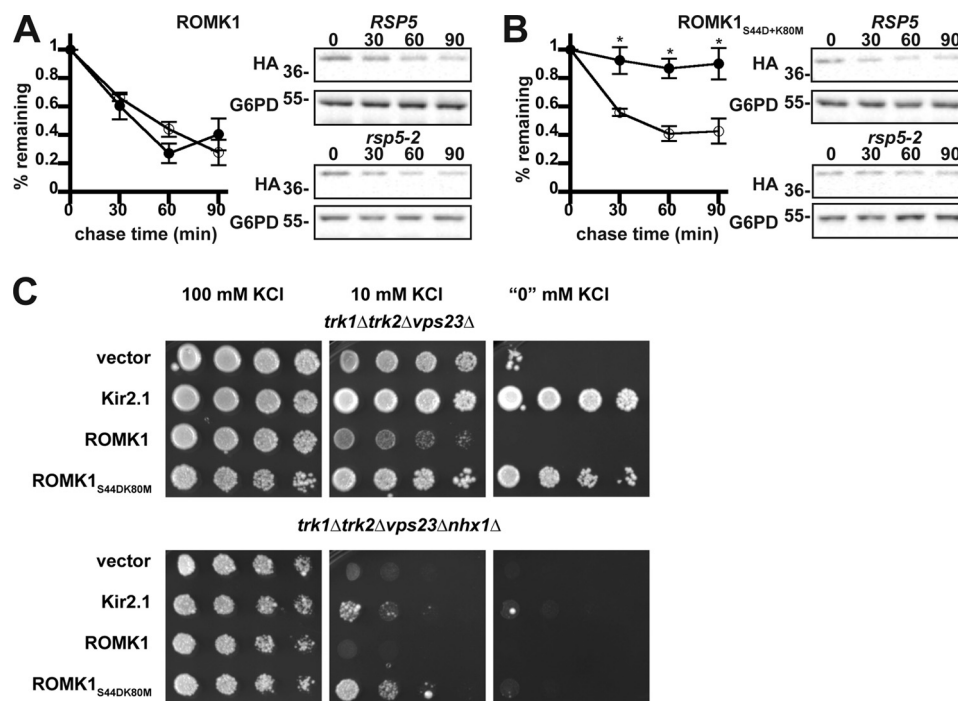 A
ROMK1
RSP5
% remaining
1
0.8
0.6
0.4
0.2
0
0 30 60 90
chase time (min)
0 30 60 90
HA
36-
G6PD
55-
rsp5-2
0 30 60 90
HA
36-
G6PD
55-
B
ROMK1S44D+K80M
RSP5
% remaining
1
0.8
0.6
0.4
0.2
0
* * *
0 30 60 90
chase time (min)
0 30 60 90
HA
36-
G6PD
55-
rsp5-2
0 30 60 90
HA
36-
G6PD
55-
C
100 mM KCl 10 mM KCl “0” mM KCl
trk1Δtrk2Δvps23Δ
vector
Kir2.1
ROMK1
ROMK1S44DK80M
trk1Δtrk2Δvps23Δnhx1Δ
vector
Kir2.1
ROMK1
ROMK1S44DK80M